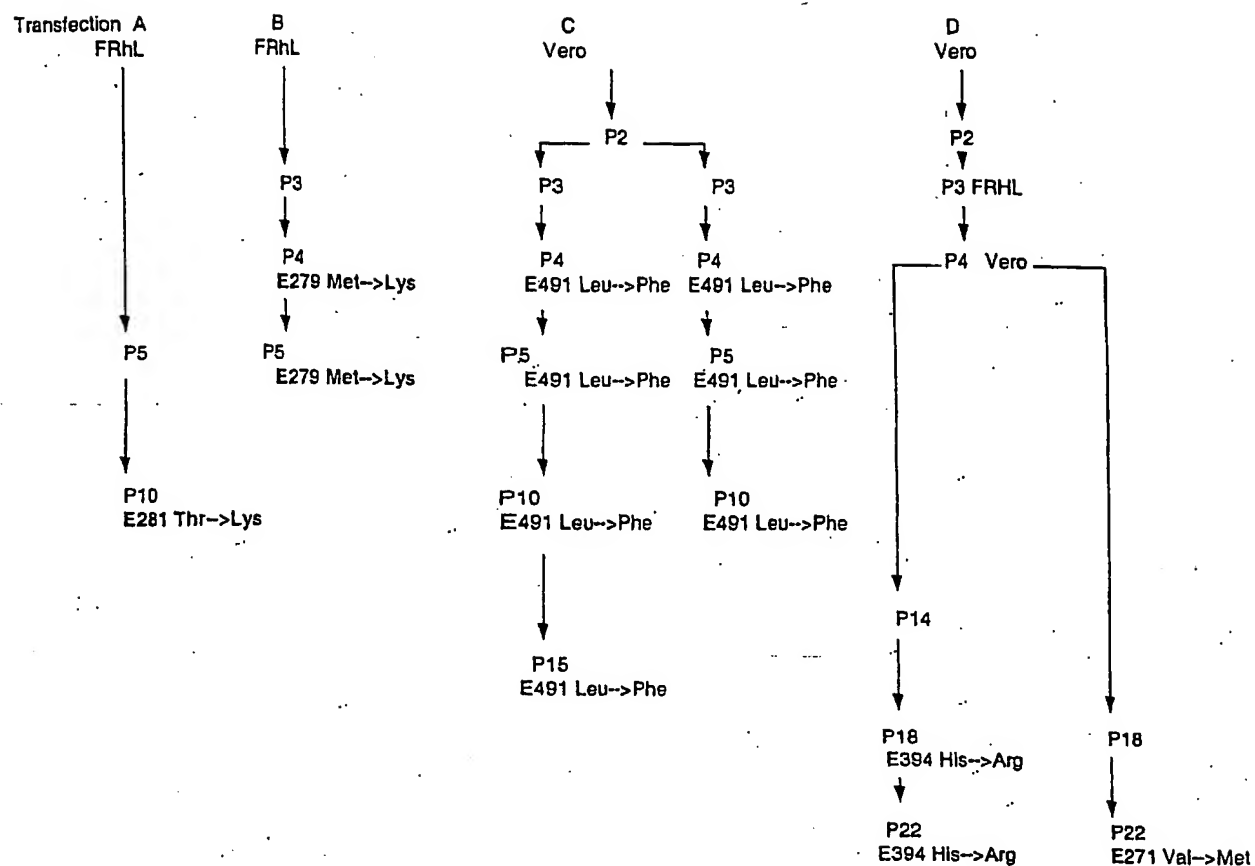 Transfection A
FRhL
P5
P10
E281 Thr-->Lys
B
FRhL
P3
P4
E279 Met-->Lys
P5
E279 Met-->Lys
C
Vero
P2
P3
P4
E491 Leu-->Phe
P5
E491 Leu-->Phe
P10
E491 Leu-->Phe
P15
E491 Leu-->Phe
P3
P4
E491 Leu-->Phe
P5
E491 Leu-->Phe
P10
E491 Leu-->Phe
D
Vero
P2
P3 FRHL
P4 Vero
P14
P18
E394 His-->Arg
P22
E394 His-->Arg
P18
P22
E271 Val-->Met